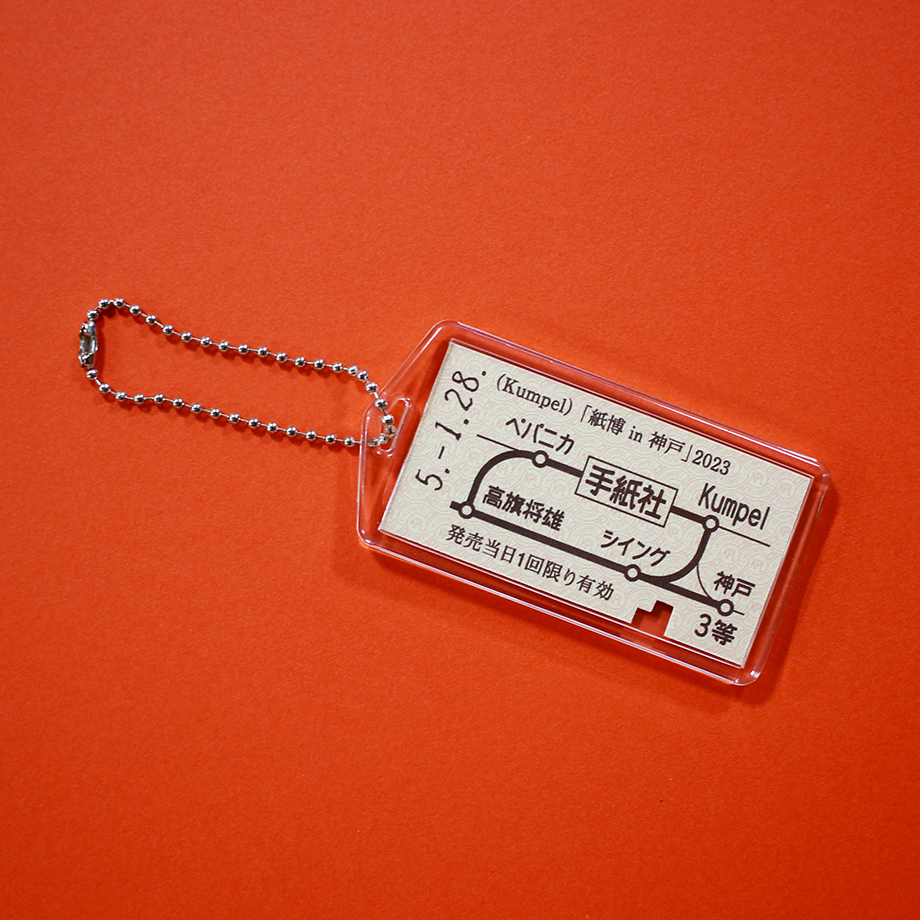 5.-1.28.
(Kumpel)「紙博 in 神戸」2023
ペパニカ
手紙社
Kumpel
高旗将雄
シイング
神戸
発売当日1回限り有効
3等